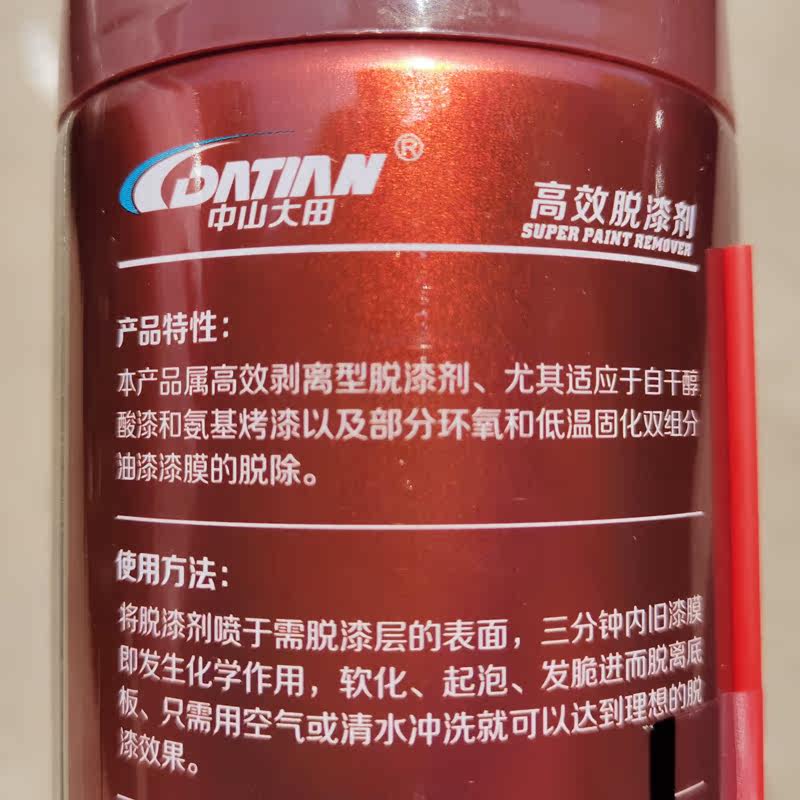 DATIAN®
中山大田
高效脱漆剂
SUPER PAINT REMOVER
产品特性：
本产品属高效剥离型脱漆剂、尤其适应于自干醇
酸漆和氨基烤漆以及部分环氧和低温固化双组分
油漆漆膜的脱除。
使用方法：
将脱漆剂喷于需脱漆层的表面，三分钟内旧漆膜
即发生化学作用，软化、起泡、发脆进而脱离底
板、只需用空气或清水冲洗就可以达到理想的脱
漆效果。